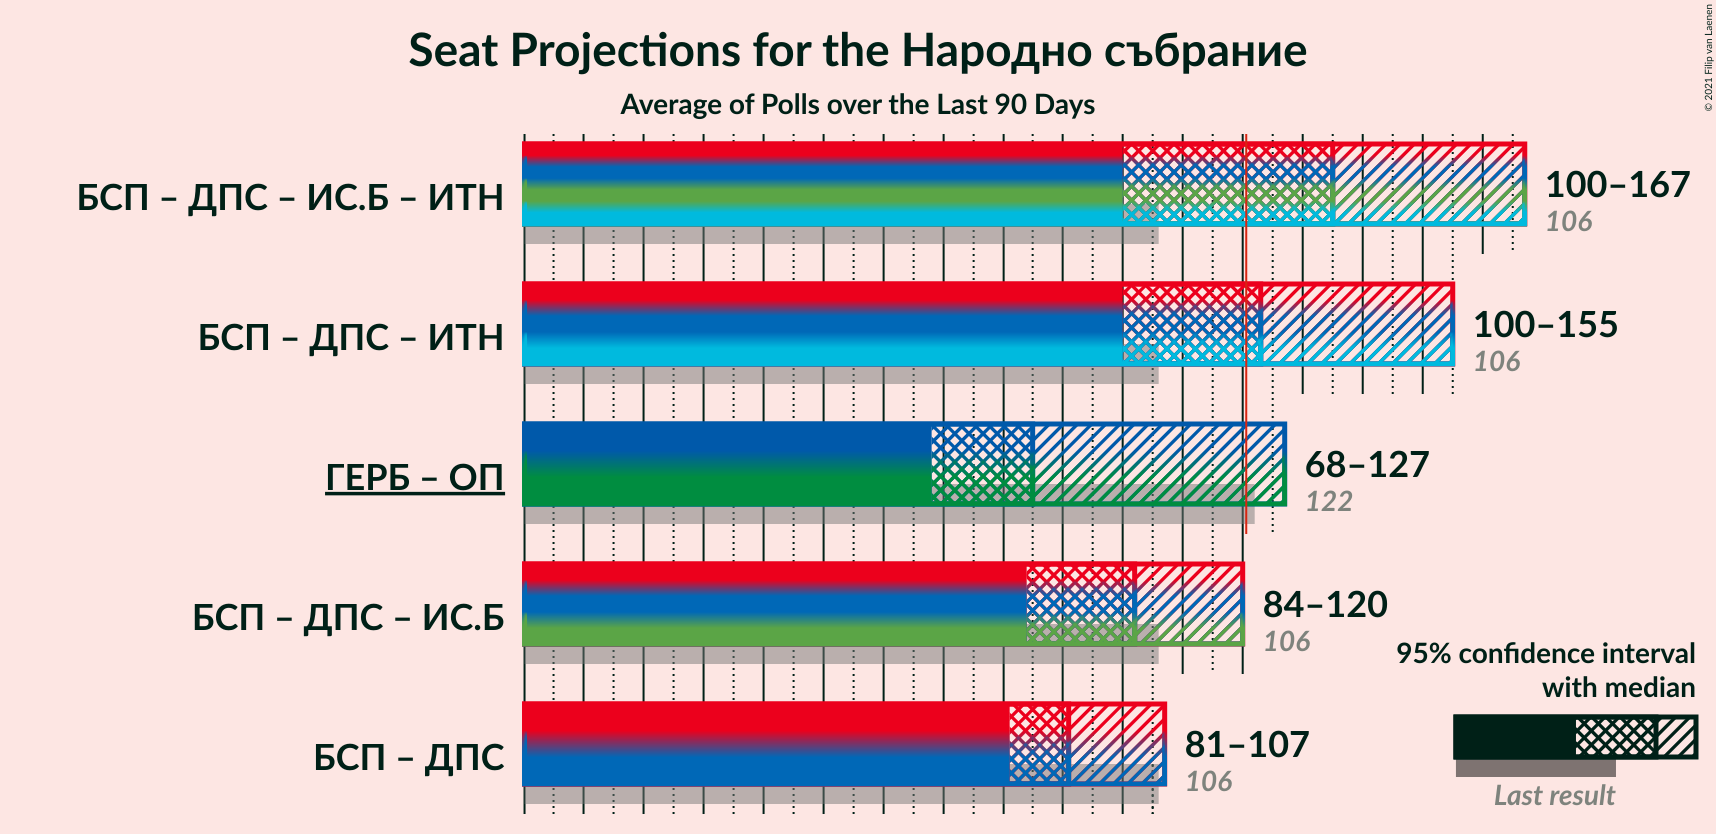 Seat Projections for the Народно събрание
Average of Polls over the Last 90 Days
© 2021 Filip van Laenen
БСП – ДПС – ИС.Б – ИТН
100–167
106
БСП – ДПС – ИТН
100–155
106
ГЕРБ – ОП
68–127
122
БСП – ДПС – ИС.Б
84–120
106
БСП – ДПС
81–107
106
95% confidence interval
with median
Last result